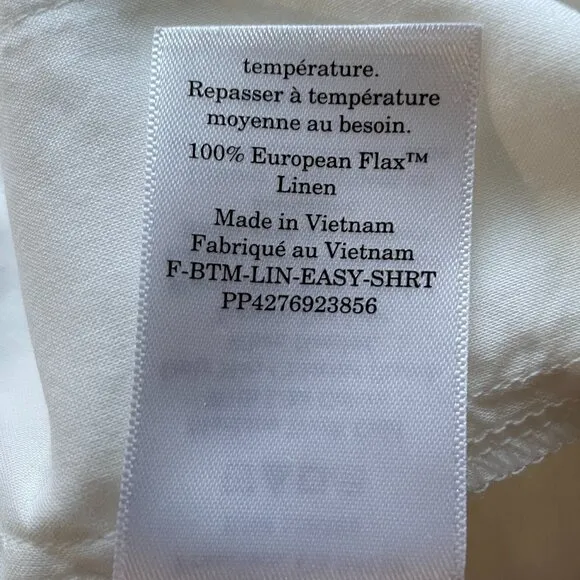 température.
Repasser à température
moyenne au besoin.
100% European Flax™
Linen
Made in Vietnam
Fabriqué au Vietnam
F-BTM-LIN-EASY-SHRT
PP4276923856